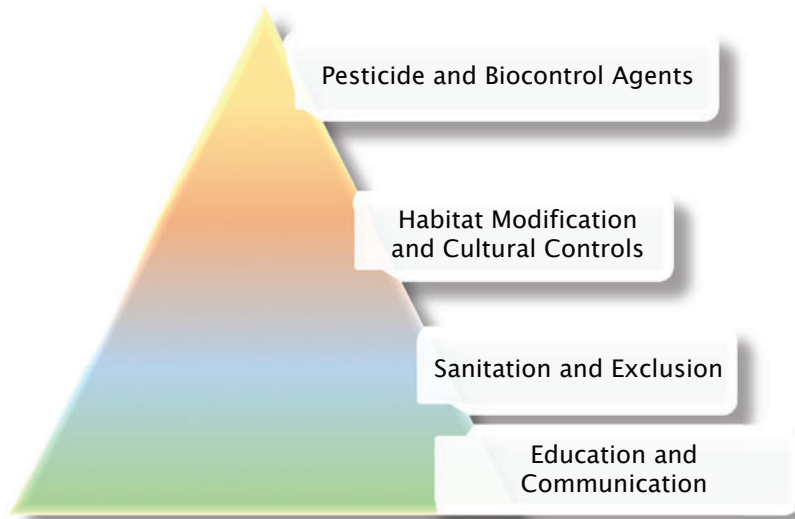 Pesticide and Biocontrol Agents
Habitat Modification
and Cultural Controls
Sanitation and Exclusion
Education and
Communication